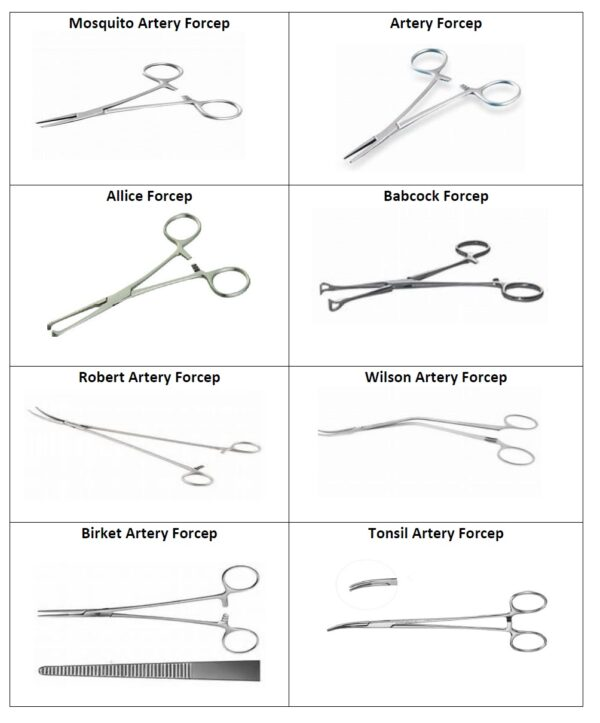 Mosquito Artery Forcep
Artery Forcep
Allice Forcep
Babcock Forcep
Robert Artery Forcep
Wilson Artery Forcep
Birket Artery Forcep
Tonsil Artery Forcep